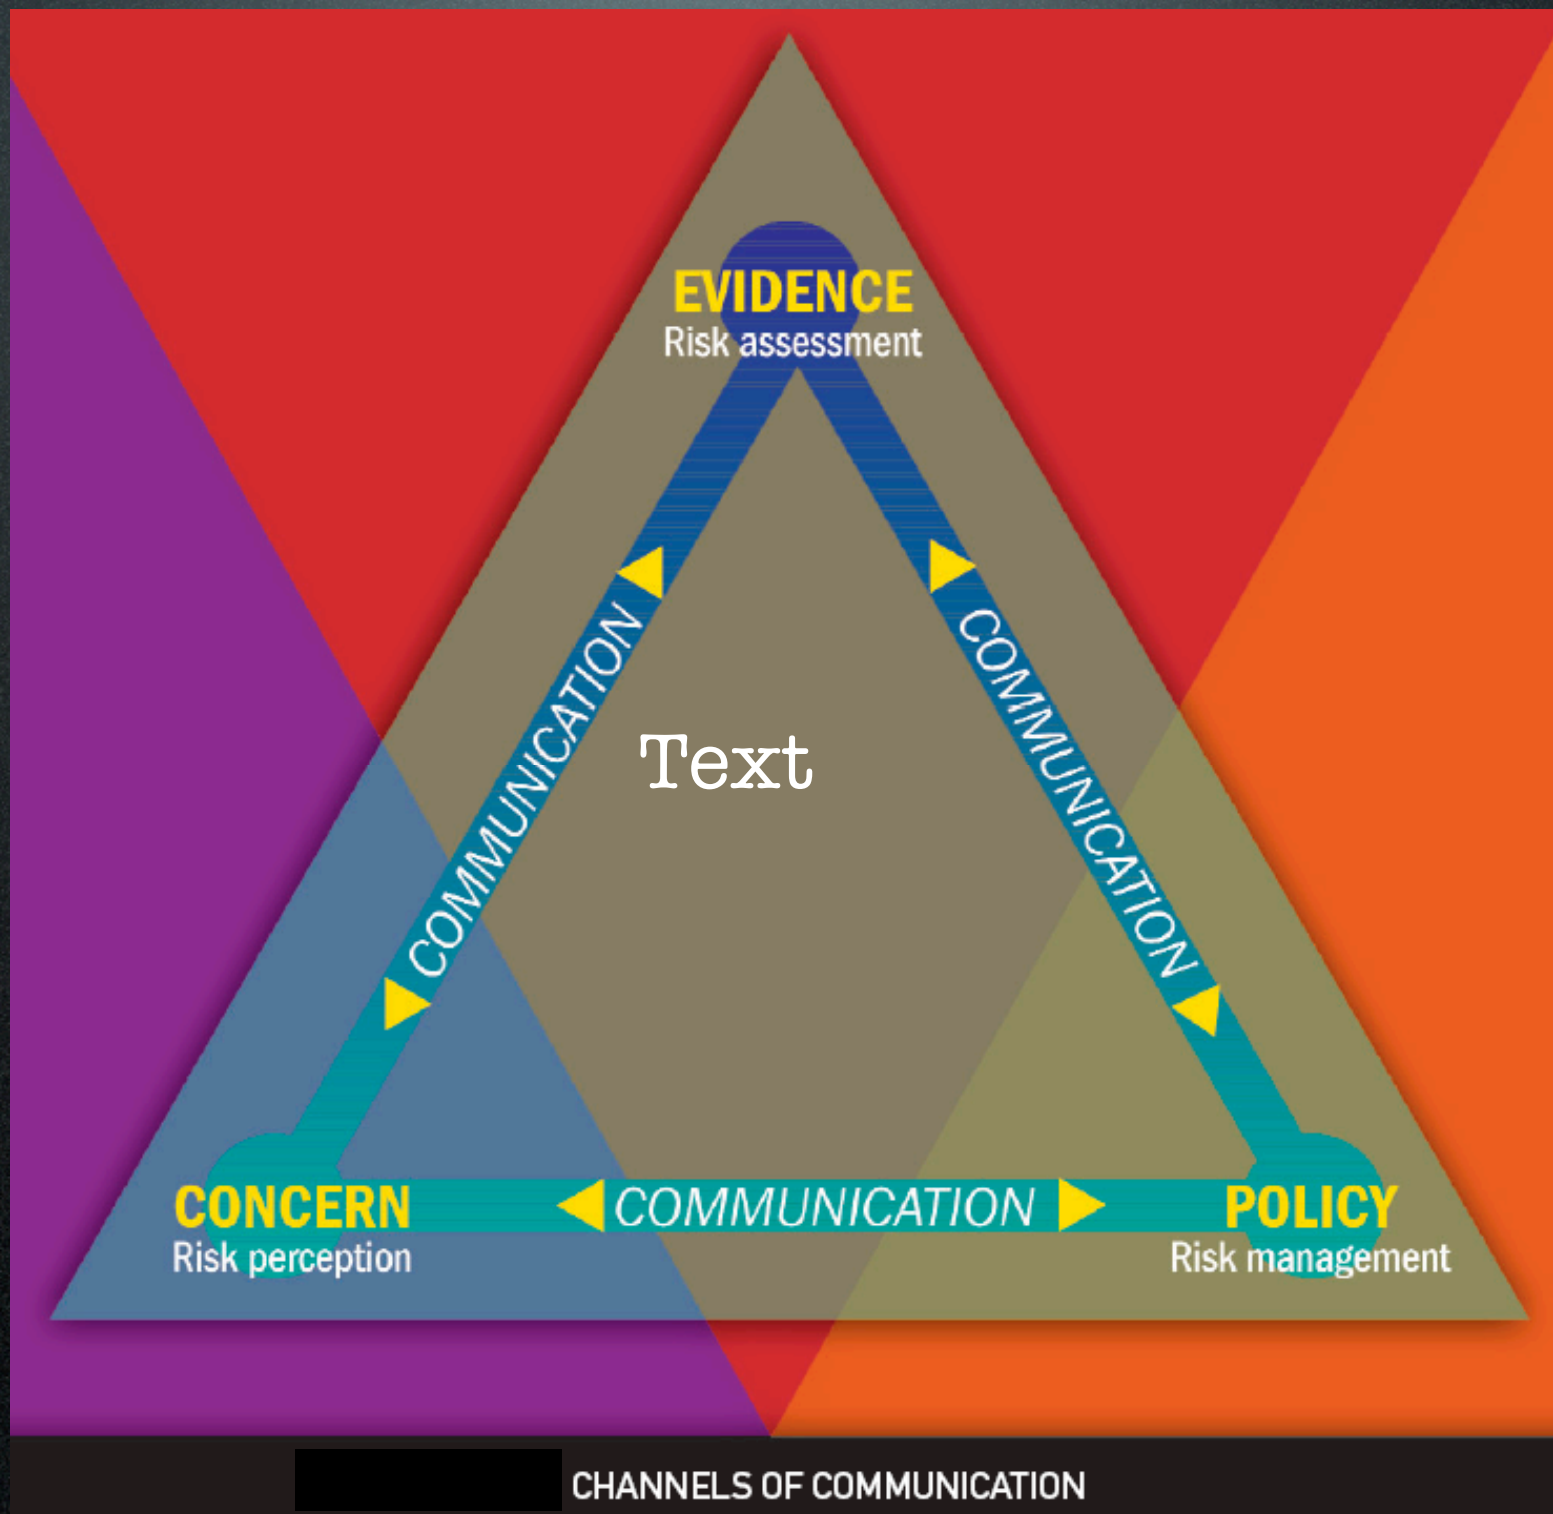 EVIDENCE
Risk assessment
COMMUNICATION
COMMUNICATION
Text
CONCERN
Risk perception
COMMUNICATION
POLICY
Risk management
CHANNELS OF COMMUNICATION